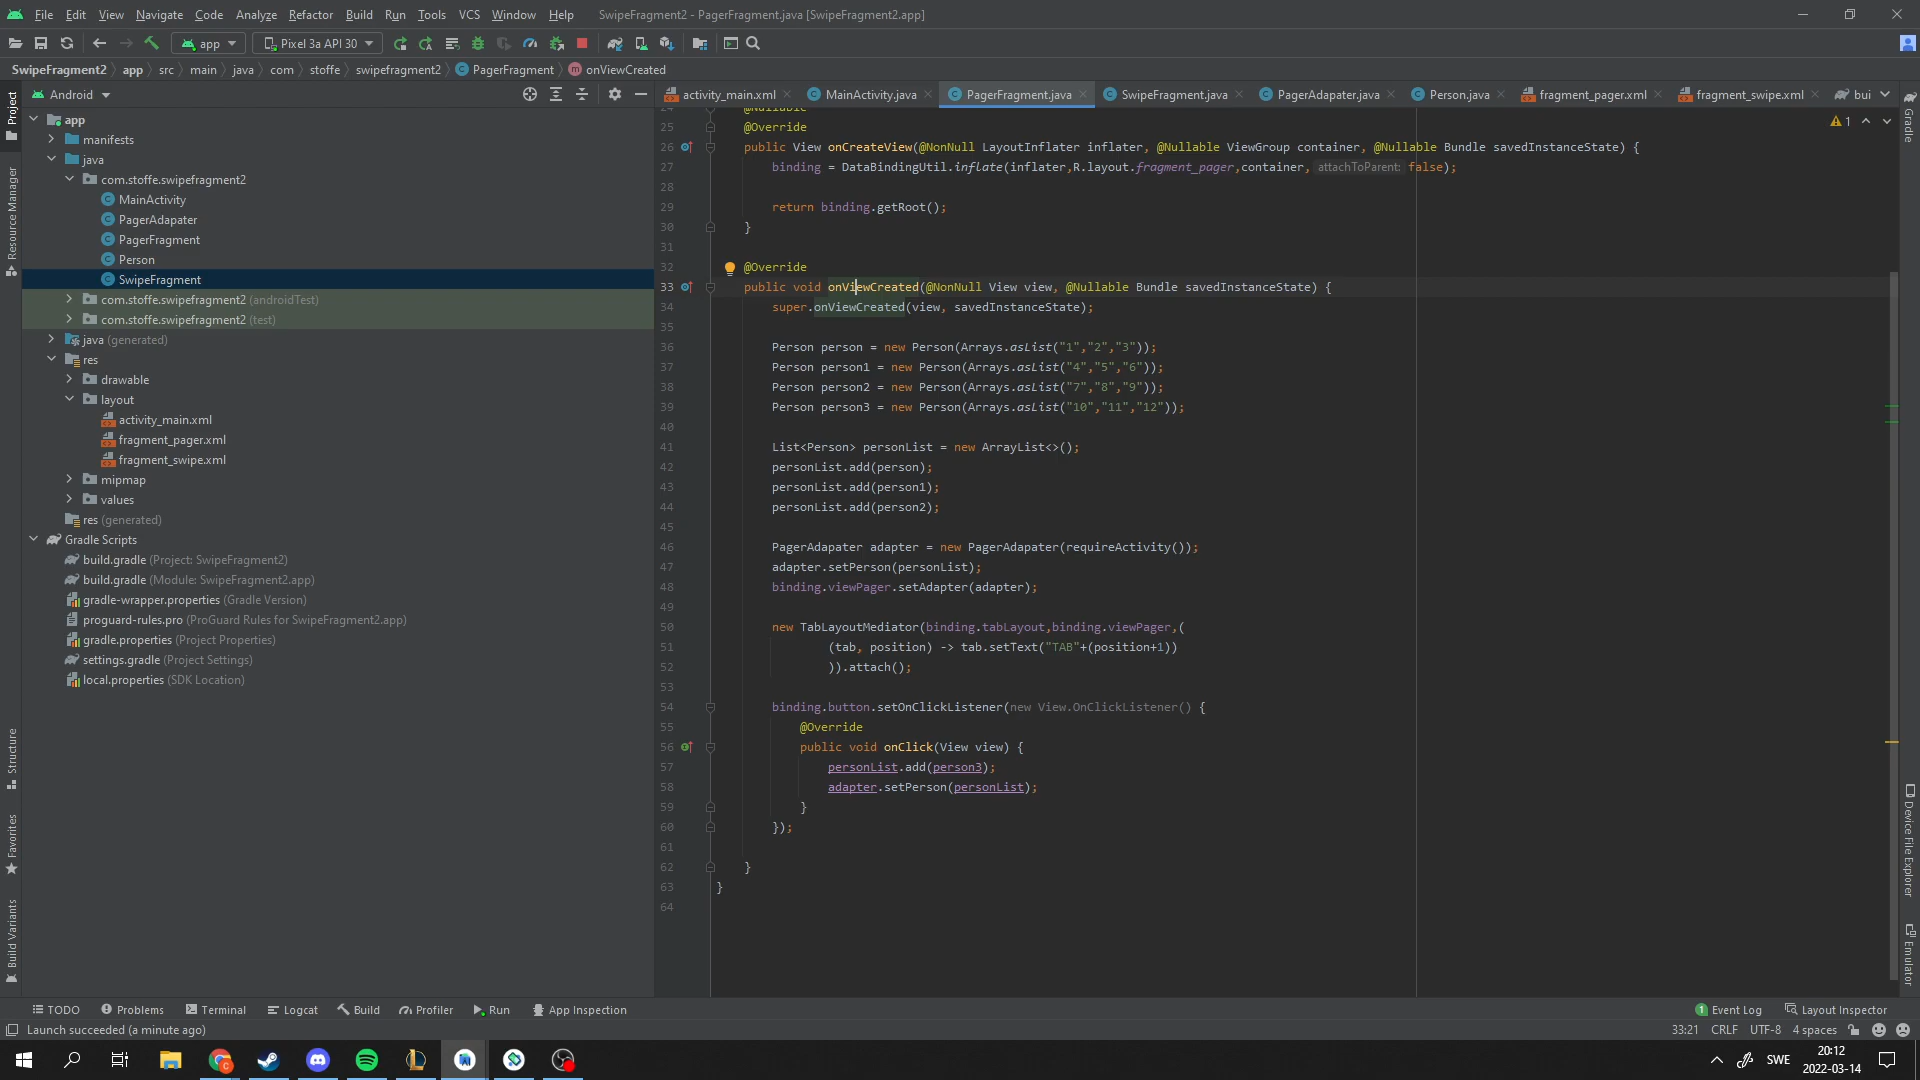 File Edit View Navigate Code Analyze Refactor Build Run Tools VCS Window Help SwipeFragment2 - PagerFragment.java [SwipeFragment2.app]
app Pixel 3a API 30
SwipeFragment2 app src main java com stoffe swipefragment2 PagerFragment onViewCreated
Android
activity_main.xml MainActivity.java PagerFragment.java SwipeFragment.java PagerAdapater.java Person.java fragment_pager.xml fragment_swipe.xml bui
Project
Resource Manager
Structure
Favorites
Build Variants
app
manifests
java
com.stoffe.swipefragment2
MainActivity
PagerAdapater
PagerFragment
Person
SwipeFragment
com.stoffe.swipefragment2 (androidTest)
com.stoffe.swipefragment2 (test)
java (generated)
res
drawable
layout
activity_main.xml
fragment_pager.xml
fragment_swipe.xml
mipmap
values
res (generated)
Gradle Scripts
build.gradle (Project: SwipeFragment2)
build.gradle (Module: SwipeFragment2.app)
gradle-wrapper.properties (Gradle Version)
proguard-rules.pro (ProGuard Rules for SwipeFragment2.app)
gradle.properties (Project Properties)
settings.gradle (Project Settings)
local.properties (SDK Location)
24 @Nullable
25 @Override
26 public View onCreateView(@NonNull LayoutInflater inflater, @Nullable ViewGroup container, @Nullable Bundle savedInstanceState) {
27 binding = DataBindingUtil.inflate(inflater,R.layout.fragment_pager,container, attachToParent: false);
28
29 return binding.getRoot();
30 }
31
32 @Override
33 public void onViewCreated(@NonNull View view, @Nullable Bundle savedInstanceState) {
34 super.onViewCreated(view, savedInstanceState);
35
36 Person person = new Person(Arrays.asList("1","2","3"));
37 Person person1 = new Person(Arrays.asList("4","5","6"));
38 Person person2 = new Person(Arrays.asList("7","8","9"));
39 Person person3 = new Person(Arrays.asList("10","11","12"));
40
41 List<Person> personList = new ArrayList<>();
42 personList.add(person);
43 personList.add(person1);
44 personList.add(person2);
45
46 PagerAdapater adapter = new PagerAdapater(requireActivity());
47 adapter.setPerson(personList);
48 binding.viewPager.setAdapter(adapter);
49
50 new TabLayoutMediator(binding.tabLayout,binding.viewPager,(
51 (tab, position) -> tab.setText("TAB"+(position+1))
52 )).attach();
53
54 binding.button.setOnClickListener(new View.OnClickListener() {
55 @Override
56 public void onClick(View view) {
57 personList.add(person3);
58 adapter.setPerson(personList);
59 }
60 });
61
62 }
63 }
64
1
Gradle
Device File Explorer
Emulator
TODO Problems Terminal Logcat Build Profiler Run App Inspection 1 Event Log Layout Inspector
Launch succeeded (a minute ago) 33:21 CRLF UTF-8 4 spaces
SWE 20:12
2022-03-14